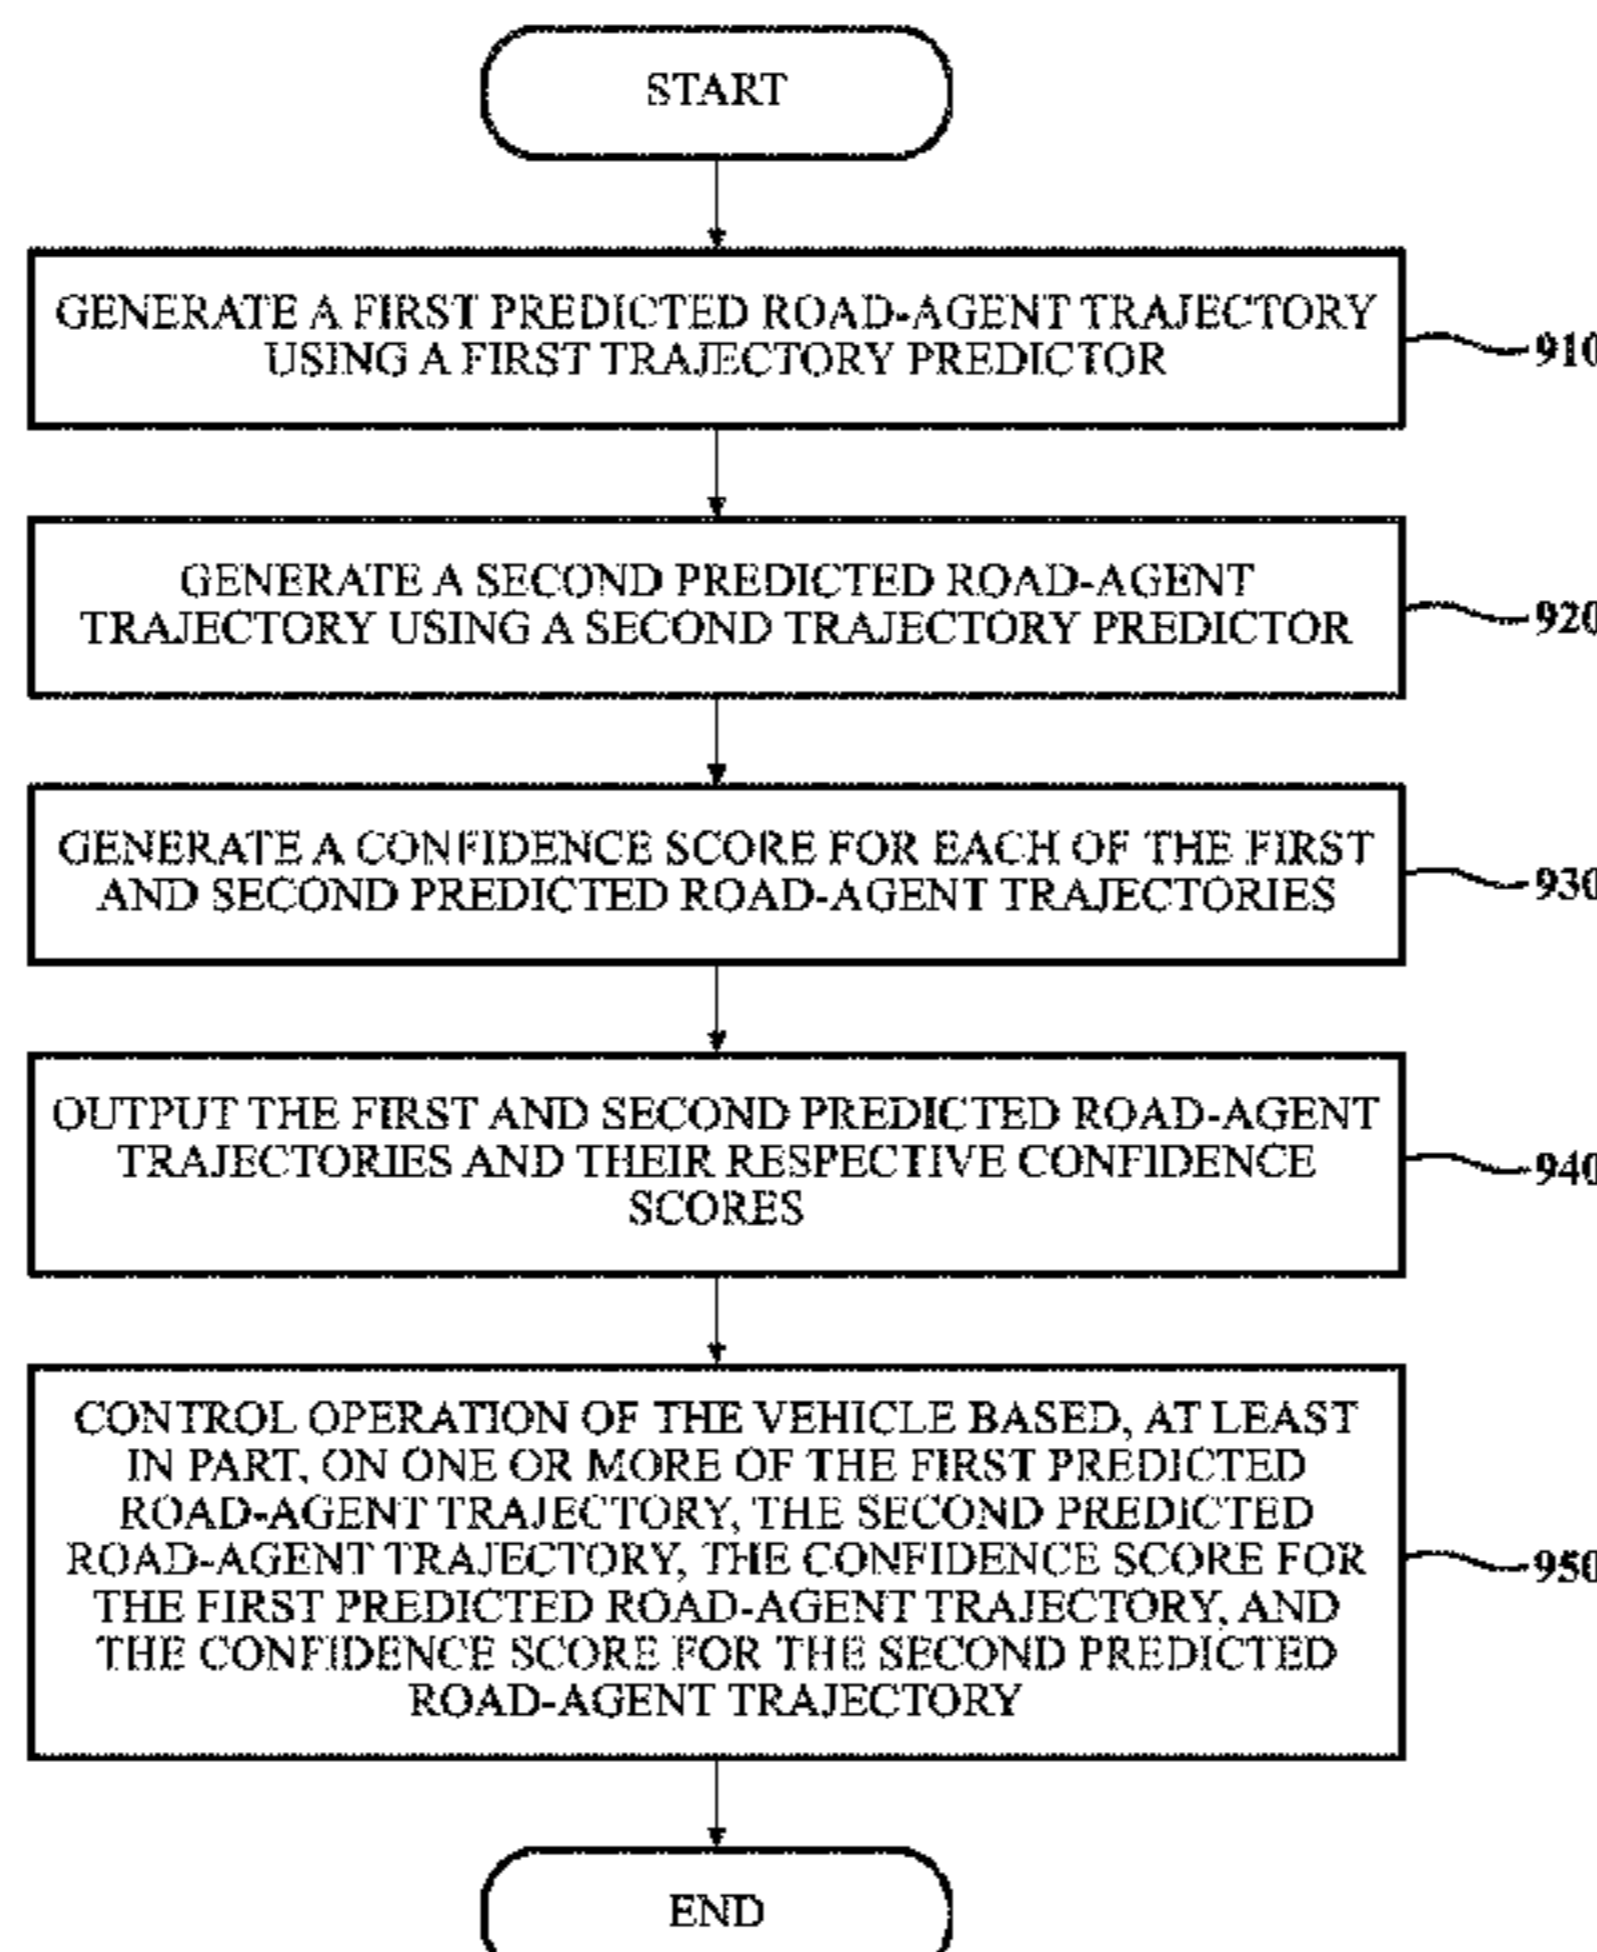 START
GENERATE A FIRST PREDICTED ROAD-AGENT TRAJECTORY
USING A FIRST TRAJECTORY PREDICTOR
910
GENERATE A SECOND PREDICTED ROAD-AGENT
TRAJECTORY USING A SECOND TRAJECTORY PREDICTOR
920
GENERATE A CONFIDENCE SCORE FOR EACH OF THE FIRST
AND SECOND PREDICTED ROAD-AGENT TRAJECTORIES
930
OUTPUT THE FIRST AND SECOND PREDICTED ROAD-AGENT
TRAJECTORIES AND THEIR RESPECTIVE CONFIDENCE
SCORES
940
CONTROL OPERATION OF THE VEHICLE BASED, AT LEAST
IN PART, ON ONE OR MORE OF THE FIRST PREDICTED
ROAD-AGENT TRAJECTORY, THE SECOND PREDICTED
ROAD-AGENT TRAJECTORY, THE CONFIDENCE SCORE FOR
THE FIRST PREDICTED ROAD-AGENT TRAJECTORY, AND
THE CONFIDENCE SCORE FOR THE SECOND PREDICTED
ROAD-AGENT TRAJECTORY
950
END